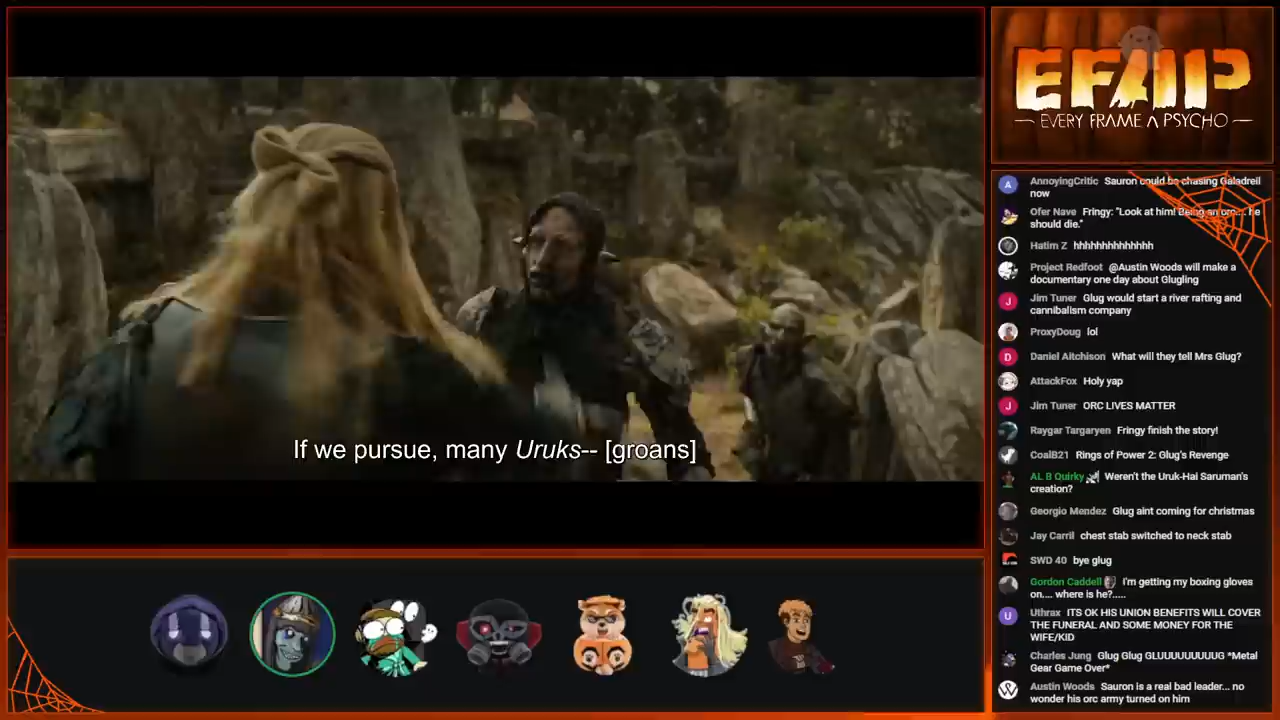 If we pursue, many Uruks-- [groans]
EFAP
EVERY FRAME A PSYCHO
AnnoyingCritic Sauron could be chasing Galadreil
now
Ofer Nave Fringy: "Look at him! Being an orc... he
should die."
Hatim Z hhhhhhhhhhhhhh
Project Redfoot @Austin Woods will make a
documentary one day about Glugling
Jim Tuner Glug would start a river rafting and
cannibalism company
ProxyDoug lol
Daniel Aitchison What will they tell Mrs Glug?
AttackFox Holy yap
Jim Tuner ORC LIVES MATTER
Raygar Targaryen Fringy finish the story!
CoalB21 Rings of Power 2: Glug's Revenge
AL B Quirky Weren't the Uruk-Hai Saruman's
creation?
Georgio Mendez Glug aint coming for christmas
Jay Carril chest stab switched to neck stab
SWD 40 bye glug
Gordon Caddell I'm getting my boxing gloves
on.... where is he?.....
Uthrax ITS OK HIS UNION BENEFITS WILL COVER
THE FUNERAL AND SOME MONEY FOR THE
WIFE/KID
Charles Jung Glug Glug GLUUUUUUUUUG *Metal
Gear Game Over*
Austin Woods Sauron is a real bad leader... no
wonder his orc army turned on him